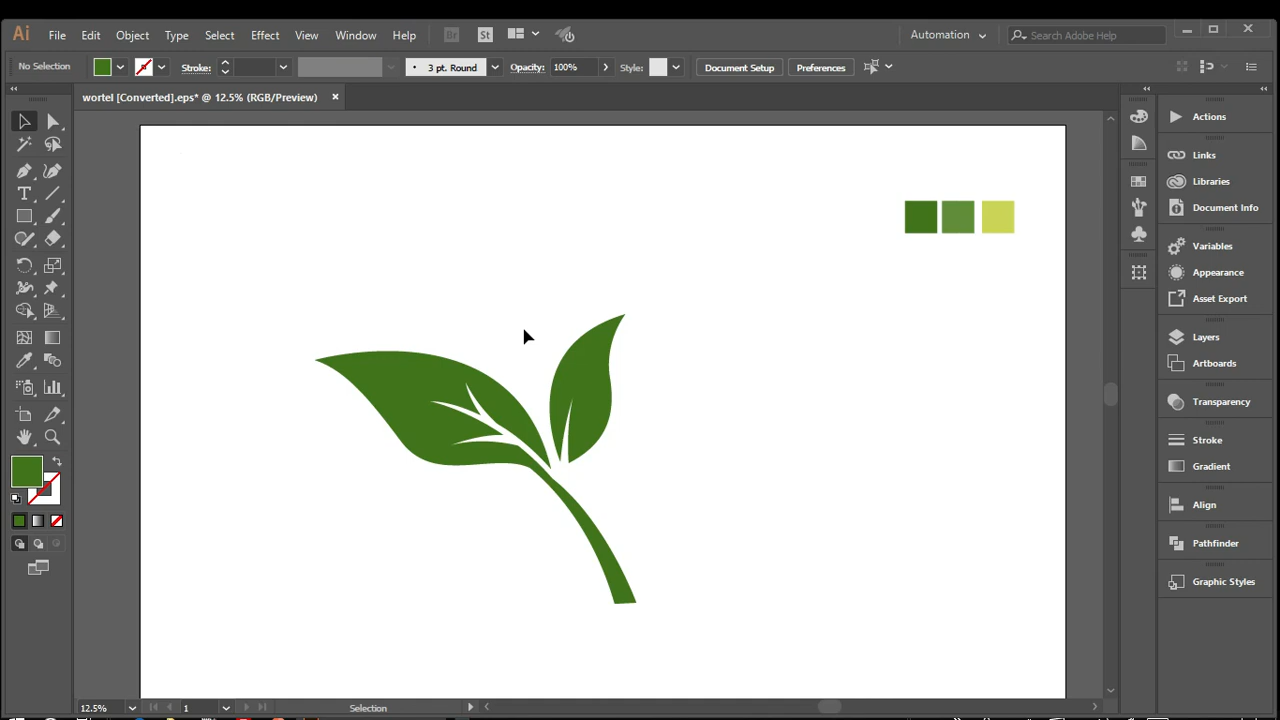 Ai File Edit Object Type Select Effect View Window Help Br St Automation Search Adobe Help
No Selection Stroke: 3 pt. Round Opacity: 100% Style: Document Setup Preferences
wortel [Converted].eps* @ 12.5% (RGB/Preview)
Actions
Links
Libraries
Document Info
Variables
Appearance
Asset Export
Layers
Artboards
Transparency
Stroke
Gradient
Align
Pathfinder
Graphic Styles
12.5% 1 Selection